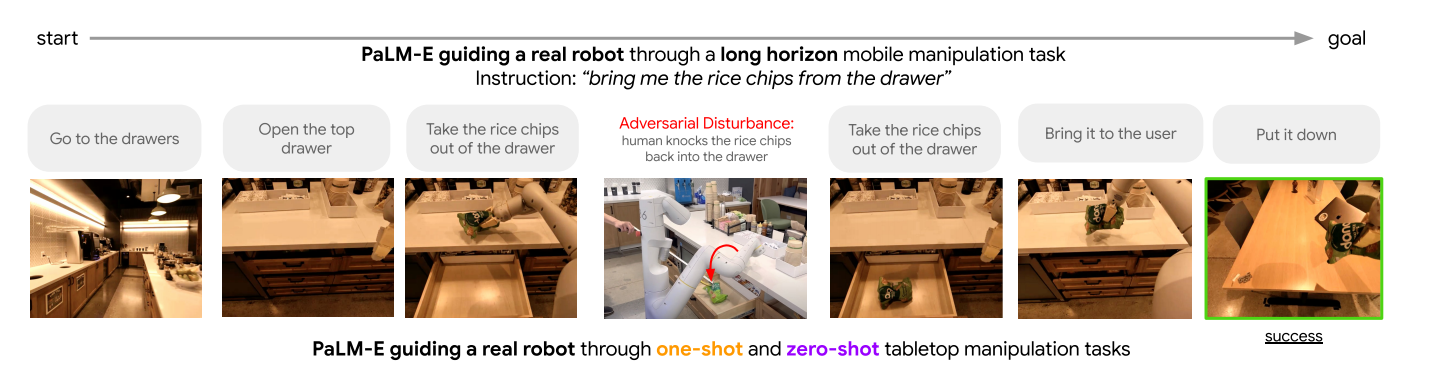 start
goal
PaLM-E guiding a real robot through a long horizon mobile manipulation task
Instruction: “bring me the rice chips from the drawer”
Go to the drawers
Open the top
drawer
Take the rice chips
out of the drawer
Adversarial Disturbance:
human knocks the rice chips
back into the drawer
Take the rice chips
out of the drawer
Bring it to the user
Put it down
success
PaLM-E guiding a real robot through one-shot and zero-shot tabletop manipulation tasks